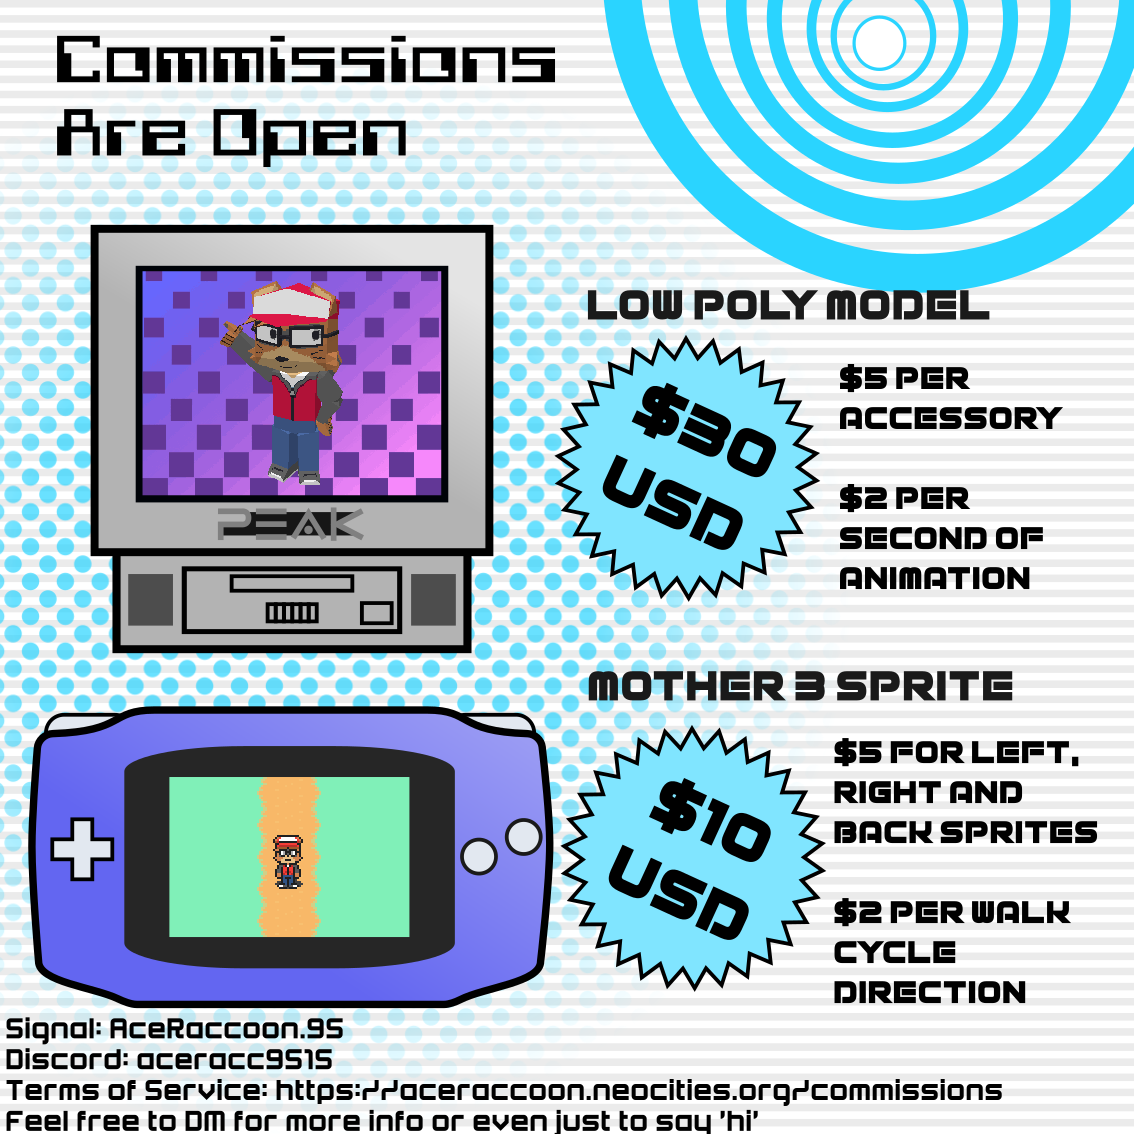 Commissions
Are Open
LOW POLY MODEL
$30
USD
$5 PER
ACCESSORY
$2 PER
SECOND OF
ANIMATION
PEAK
MOTHER 3 SPRITE
$10
USD
$5 FOR LEFT,
RIGHT AND
BACK SPRITES
$2 PER WALK
CYCLE
DIRECTION
Signal: AceRaccoon.95
Discord: aceracc9515
Terms of Service: https://aceraccoon.neocities.org/commissions
Feel free to DM for more info or even just to say 'hi'